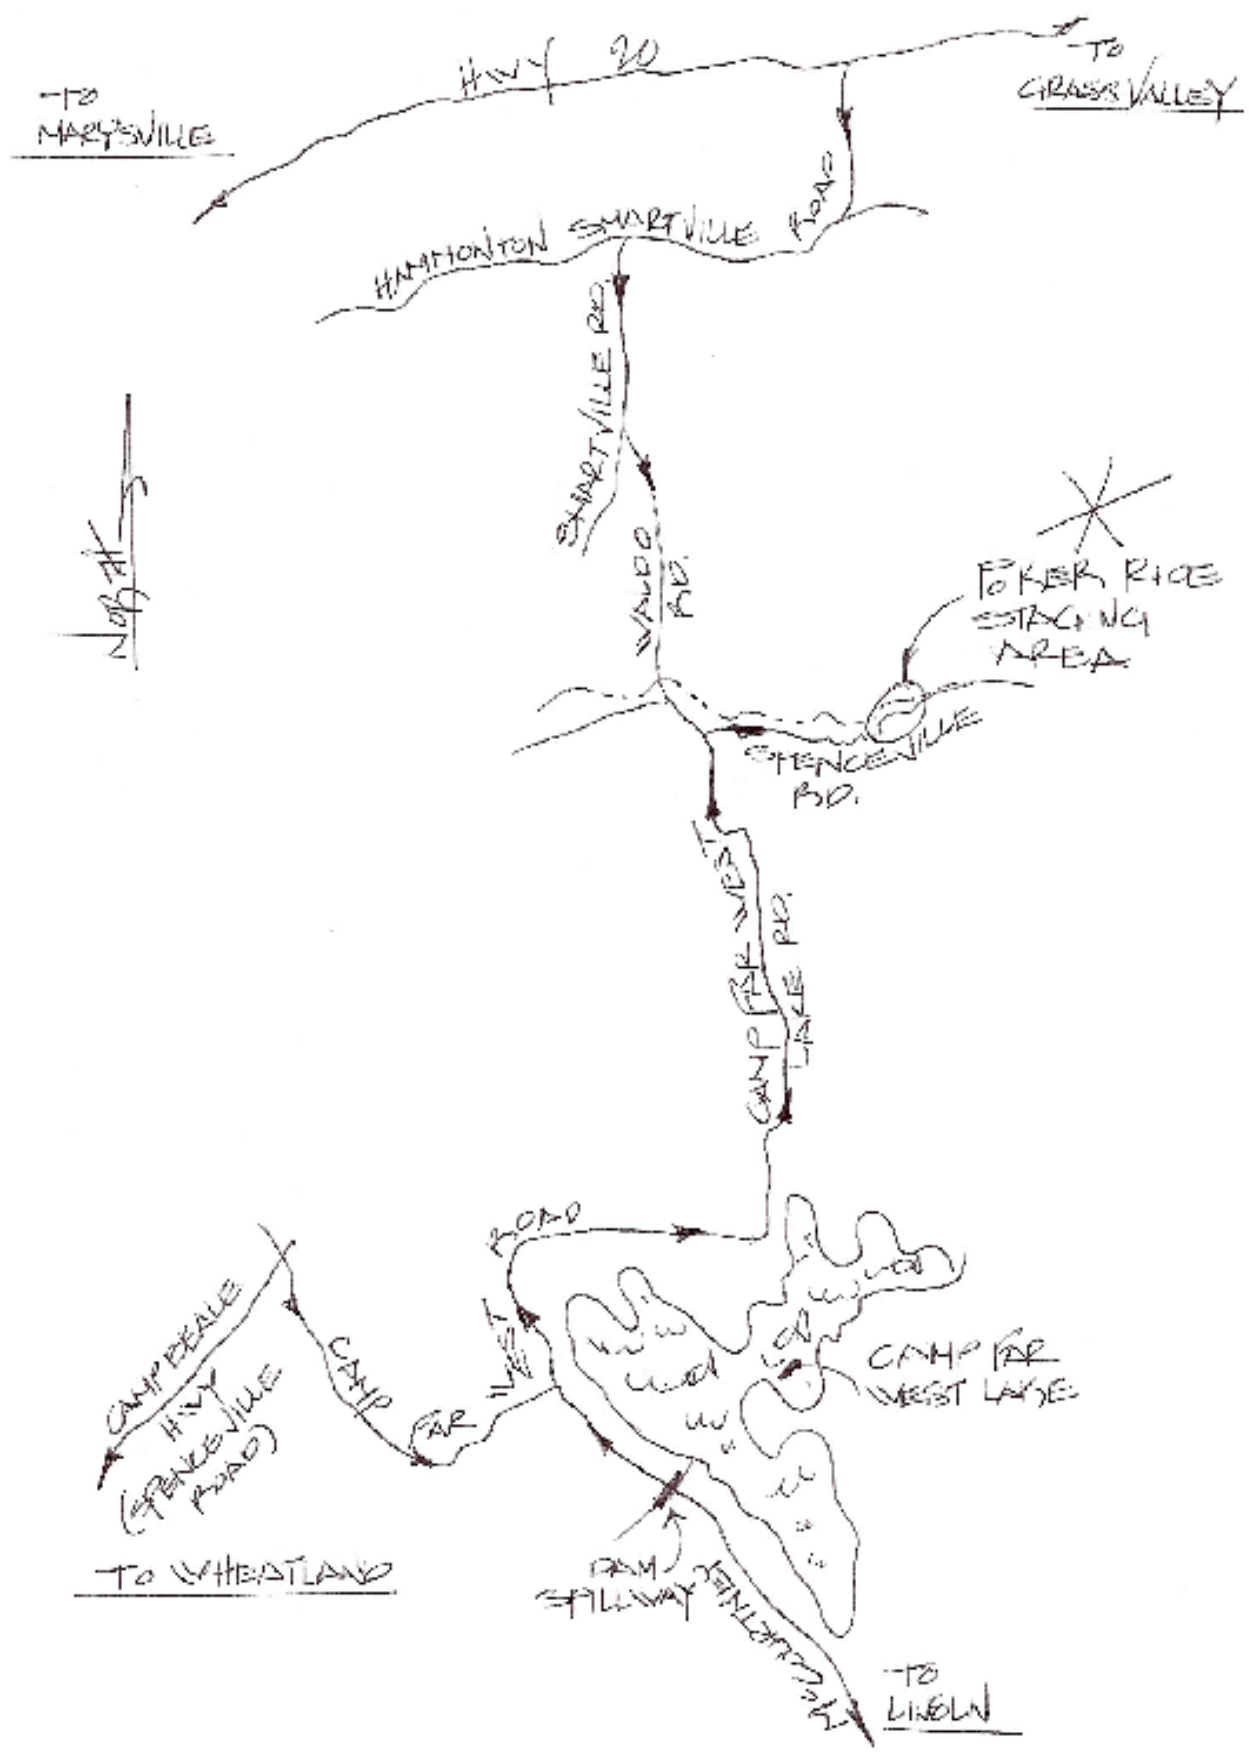 HWY 20
TO
GRASS VALLEY
TO
MARYSVILLE
HAMMONTON SMARTVILLE ROAD
SMARTVILLE RD.
NORTH
WALDO
RD.
POKER RIDE
STAGING
AREA
SPENCEVILLE
RD.
CAMP FAR WEST
LAKE RD.
ROAD
WEST
FAR
CAMP
CAMP BEALE
HWY
(SPENCEVILLE
ROAD)
TO WHEATLAND
CAMP FAR
WEST LAKE
DAM
SPILLWAY
TO